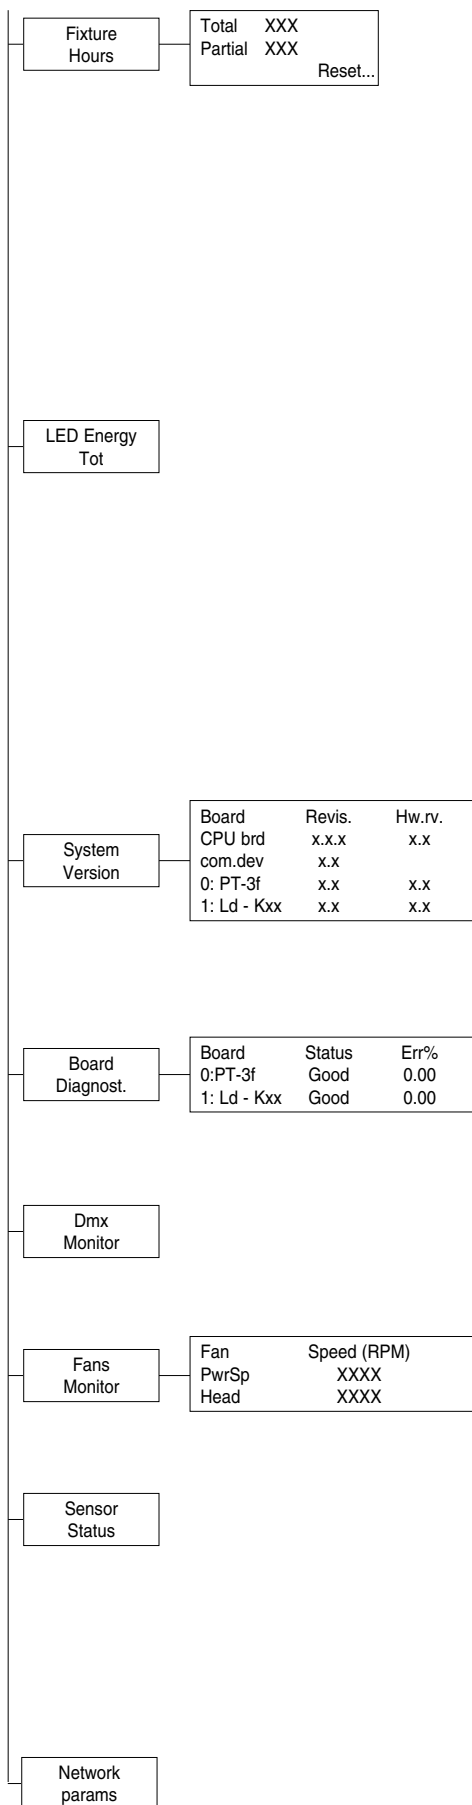 Fixture
Hours
Total XXX
Partial XXX
Reset...
LED Energy
Tot
System
Version
Board Revis. Hw.rv.
CPU brd x.x.x x.x
com.dev x.x
0: PT-3f x.x x.x
1: Ld - Kxx x.x x.x
Board
Diagnost.
Board Status Err%
0:PT-3f Good 0.00
1: Ld - Kxx Good 0.00
Dmx
Monitor
Fans
Monitor
Fan Speed (RPM)
PwrSp XXXX
Head XXXX
Sensor
Status
Network
params